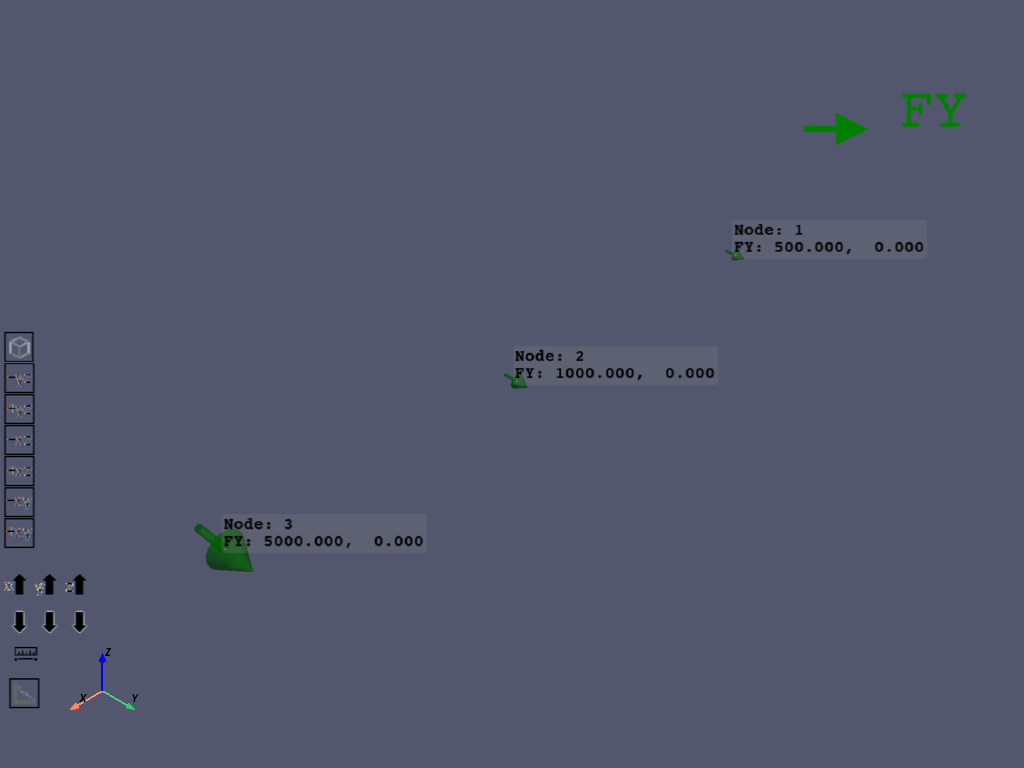 FY
Node: 1
FY: 500.000,  0.000
Node: 2
FY: 1000.000,  0.000
Node: 3
FY: 5000.000,  0.000
-yz
+yz
-xz
+xz
-xy
+xy
x y z
Z
X Y